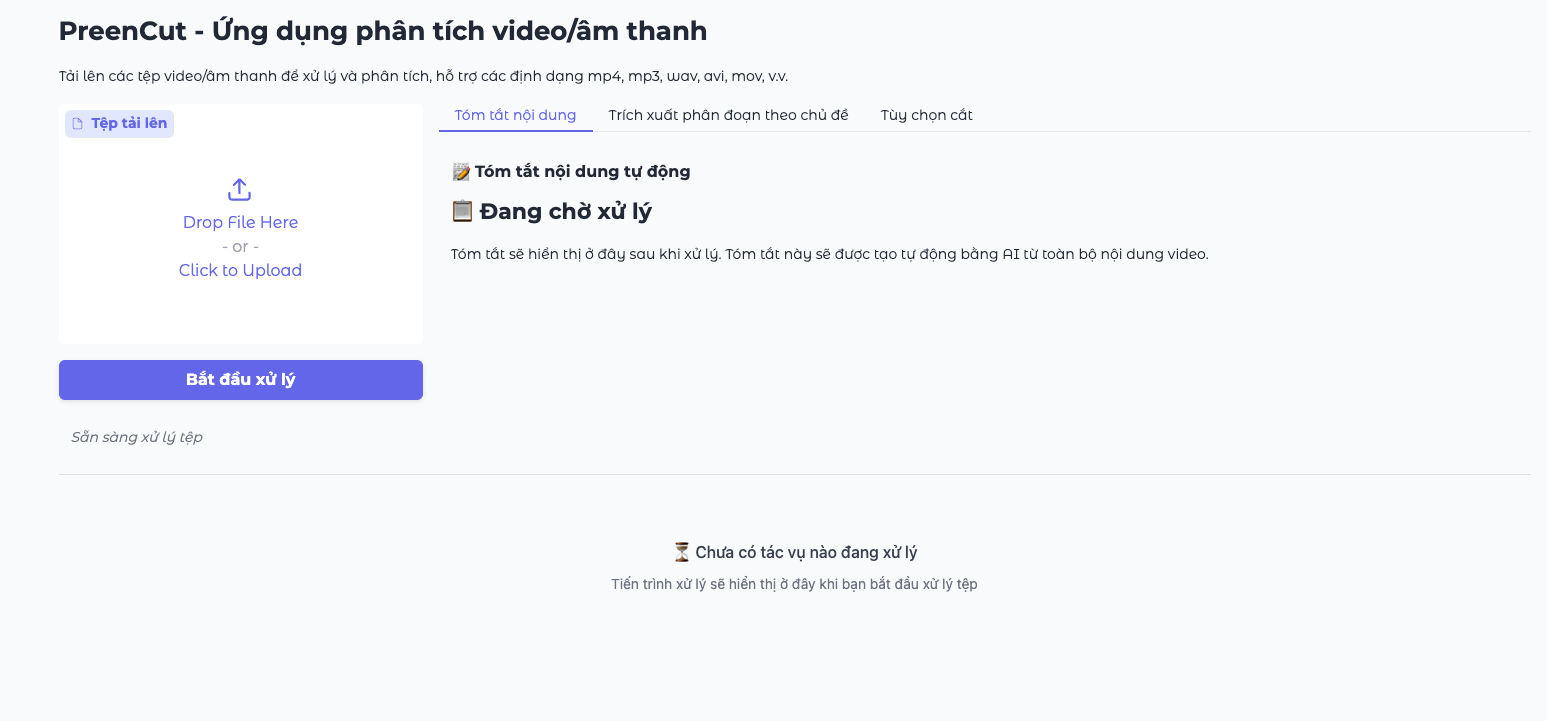 PreenCut - Ứng dụng phân tích video/âm thanh
Tải lên các tệp video/âm thanh để xử lý và phân tích, hỗ trợ các định dạng mp4, mp3, wav, avi, mov, v.v.
Tệp tải lên
Drop File Here
- or -
Click to Upload
Bắt đầu xử lý
Sẵn sàng xử lý tệp
Tóm tắt nội dung
Trích xuất phân đoạn theo chủ đề
Tùy chọn cắt
📝 Tóm tắt nội dung tự động
📋 Đang chờ xử lý
Tóm tắt sẽ hiển thị ở đây sau khi xử lý. Tóm tắt này sẽ được tạo tự động bằng AI từ toàn bộ nội dung video.
⏳ Chưa có tác vụ nào đang xử lý
Tiến trình xử lý sẽ hiển thị ở đây khi bạn bắt đầu xử lý tệp